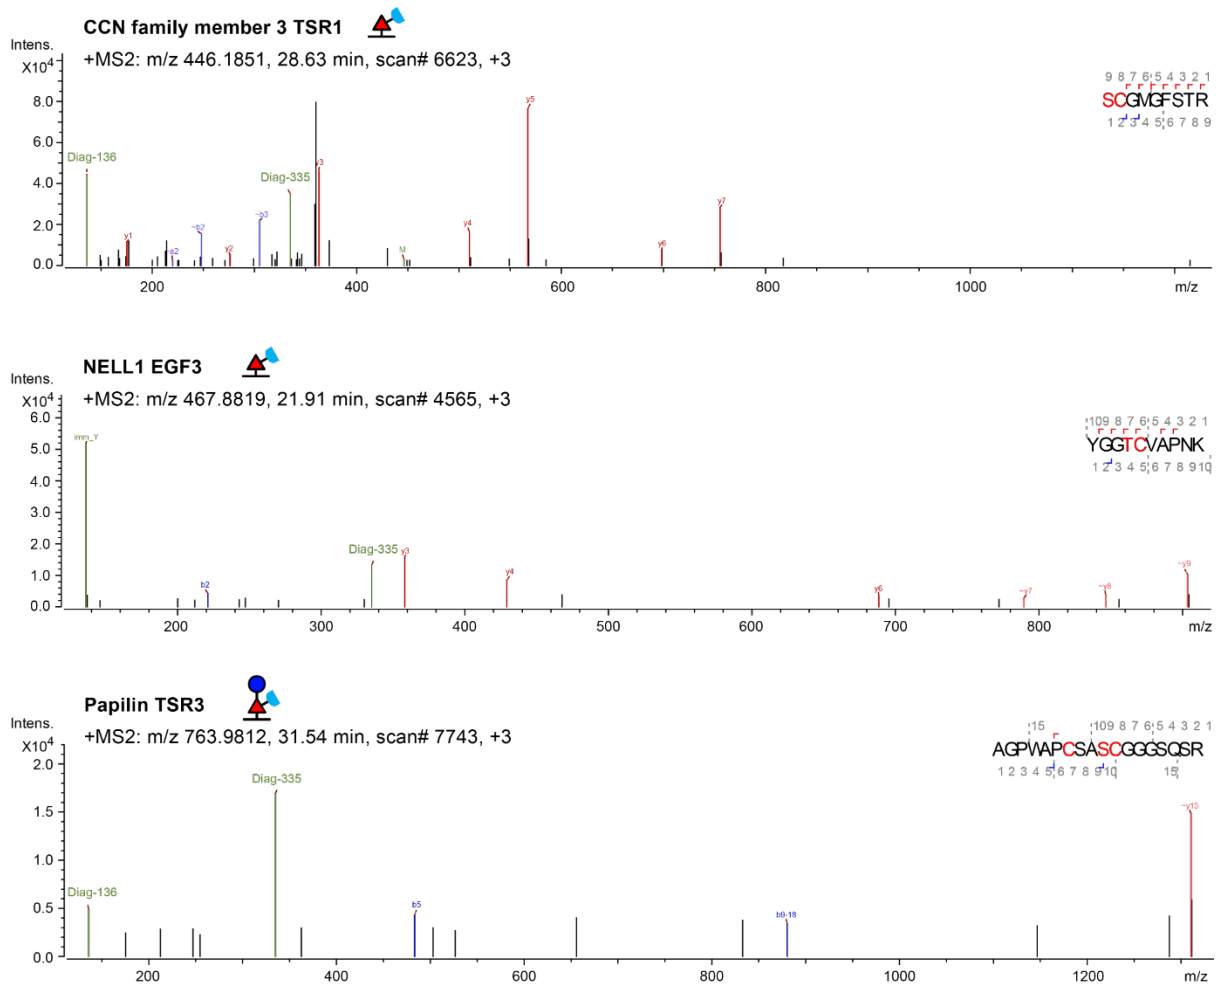 CCN family member 3 TSR1
Intens.
X10⁴
+MS2: m/z 446.1851, 28.63 min, scan# 6623, +3
9 8 7 6 5 4 3 2 1
SCGMGFSTR
1 2 3 4 5 6 7 8 9
8.0
6.0
4.0
2.0
0.0
Diag-136
y1
~a2
~b2
y2
~b3
Diag-335
y3
M
y4
y5
y6
y7
200
400
600
800
1000
m/z
NELL1 EGF3
Intens.
X10⁴
+MS2: m/z 467.8819, 21.91 min, scan# 4565, +3
10 9 8 7 6 5 4 3 2 1
YGGTCVAPNK
1 2 3 4 5 6 7 8 9 10
6.0
5.0
4.0
3.0
2.0
1.0
0.0
imm_Y
b2
Diag-335
y3
y4
y6
~y7
~y8
~y9
200
300
400
500
600
700
800
m/z
Papilin TSR3
Intens.
X10⁴
+MS2: m/z 763.9812, 31.54 min, scan# 7743, +3
15 10 9 8 7 6 5 4 3 2 1
AGPWAPCSASCGGGSQSR
1 2 3 4 5 6 7 8 9 10 15
2.0
1.5
1.0
0.5
0.0
Diag-136
Diag-335
b5
b9-18
~y13
200
400
600
800
1000
1200
m/z